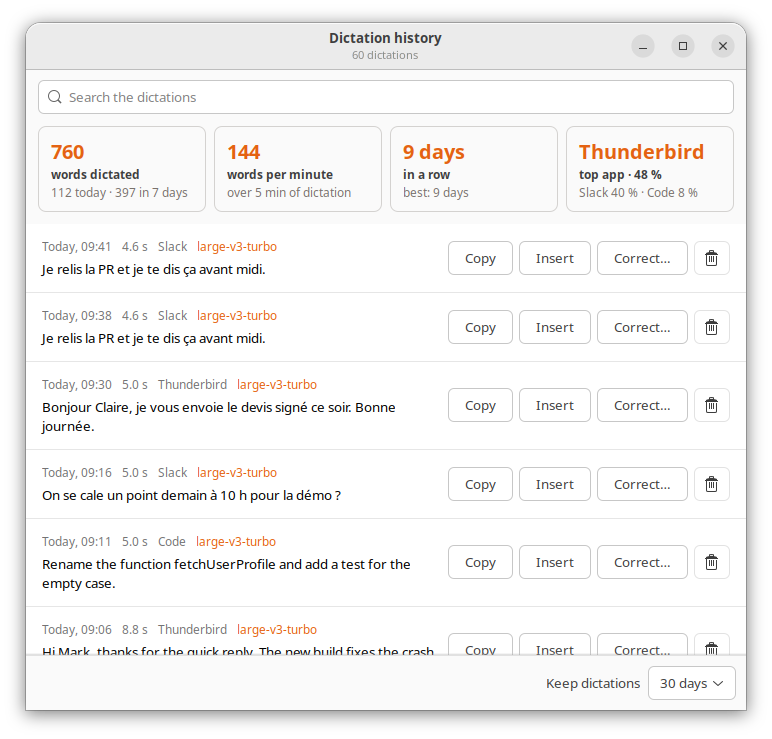 Dictation history
60 dictations
Search the dictations
760
words dictated
112 today · 397 in 7 days
144
words per minute
over 5 min of dictation
9 days
in a row
best: 9 days
Thunderbird
top app · 48 %
Slack 40 % · Code 8 %
Today, 09:41 4.6 s Slack large-v3-turbo
Je relis la PR et je te dis ça avant midi.
Copy Insert Correct...
Today, 09:38 4.6 s Slack large-v3-turbo
Je relis la PR et je te dis ça avant midi.
Copy Insert Correct...
Today, 09:30 5.0 s Thunderbird large-v3-turbo
Bonjour Claire, je vous envoie le devis signé ce soir. Bonne
journée.
Copy Insert Correct...
Today, 09:16 5.0 s Slack large-v3-turbo
On se cale un point demain à 10 h pour la démo ?
Copy Insert Correct...
Today, 09:11 5.0 s Code large-v3-turbo
Rename the function fetchUserProfile and add a test for the
empty case.
Copy Insert Correct...
Today, 09:06 8.8 s Thunderbird large-v3-turbo
Hi Mark, thanks for the quick reply. The new build fixes the crash
Copy Insert Correct...
Keep dictations 30 days